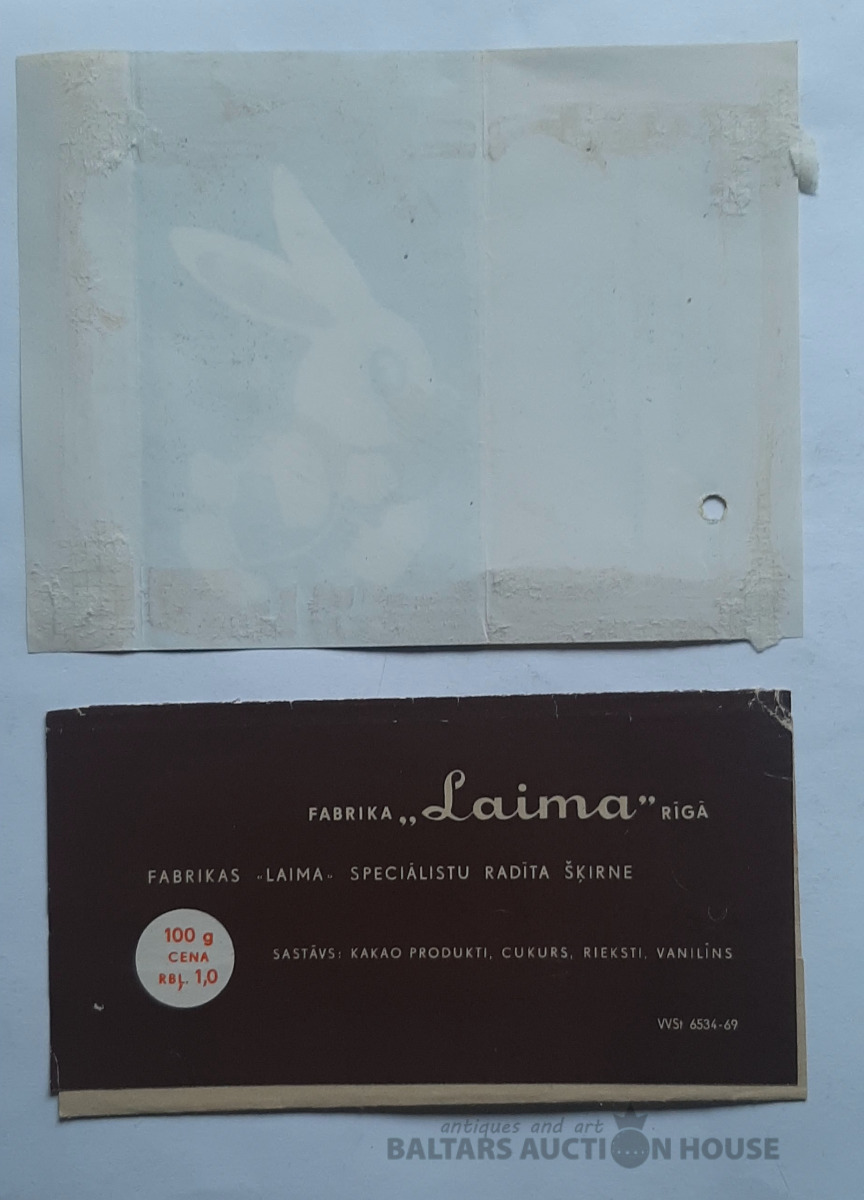 FABRIKA „Laima” RĪGĀ
FABRIKAS «LAIMA» SPECIĀLISTU RADĪTA ŠĶIRNE
100 g
CENA
RBĻ. 1,0
SASTĀVS: KAKAO PRODUKTI, CUKURS, RIEKSTI, VANILĪNS
VVSt 6534-69
antiques and art
BALTARS AUCTION HOUSE